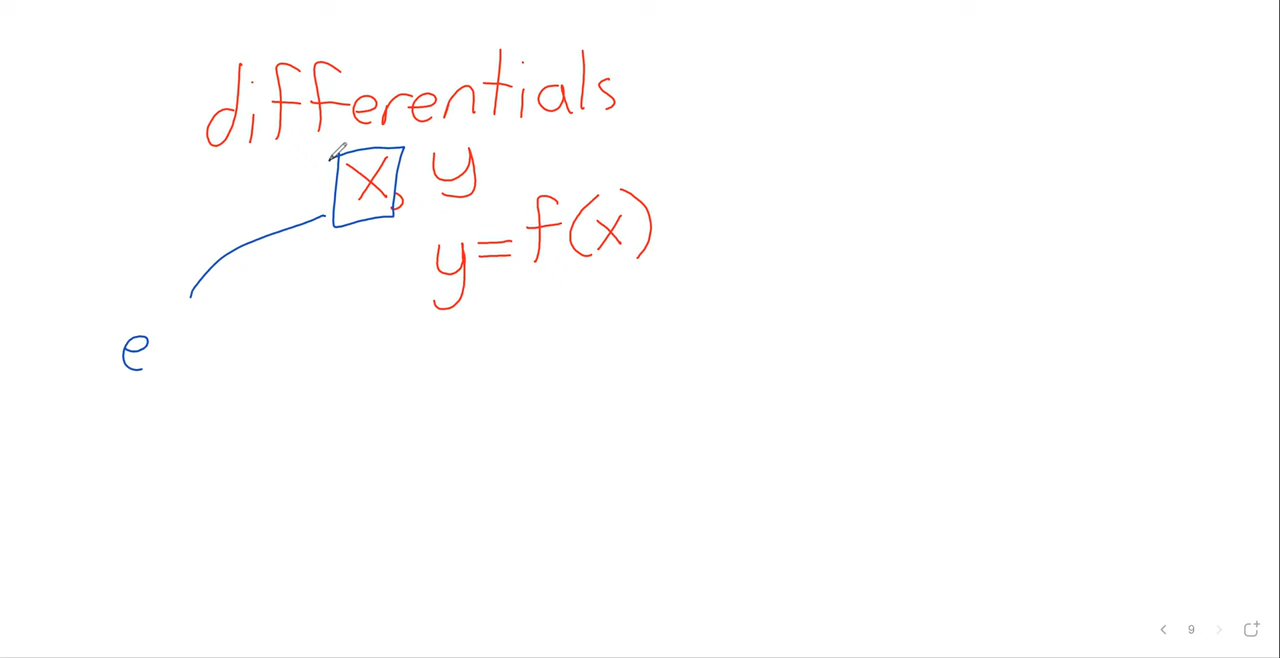 differentials
x, y
y = f(x)
e
9